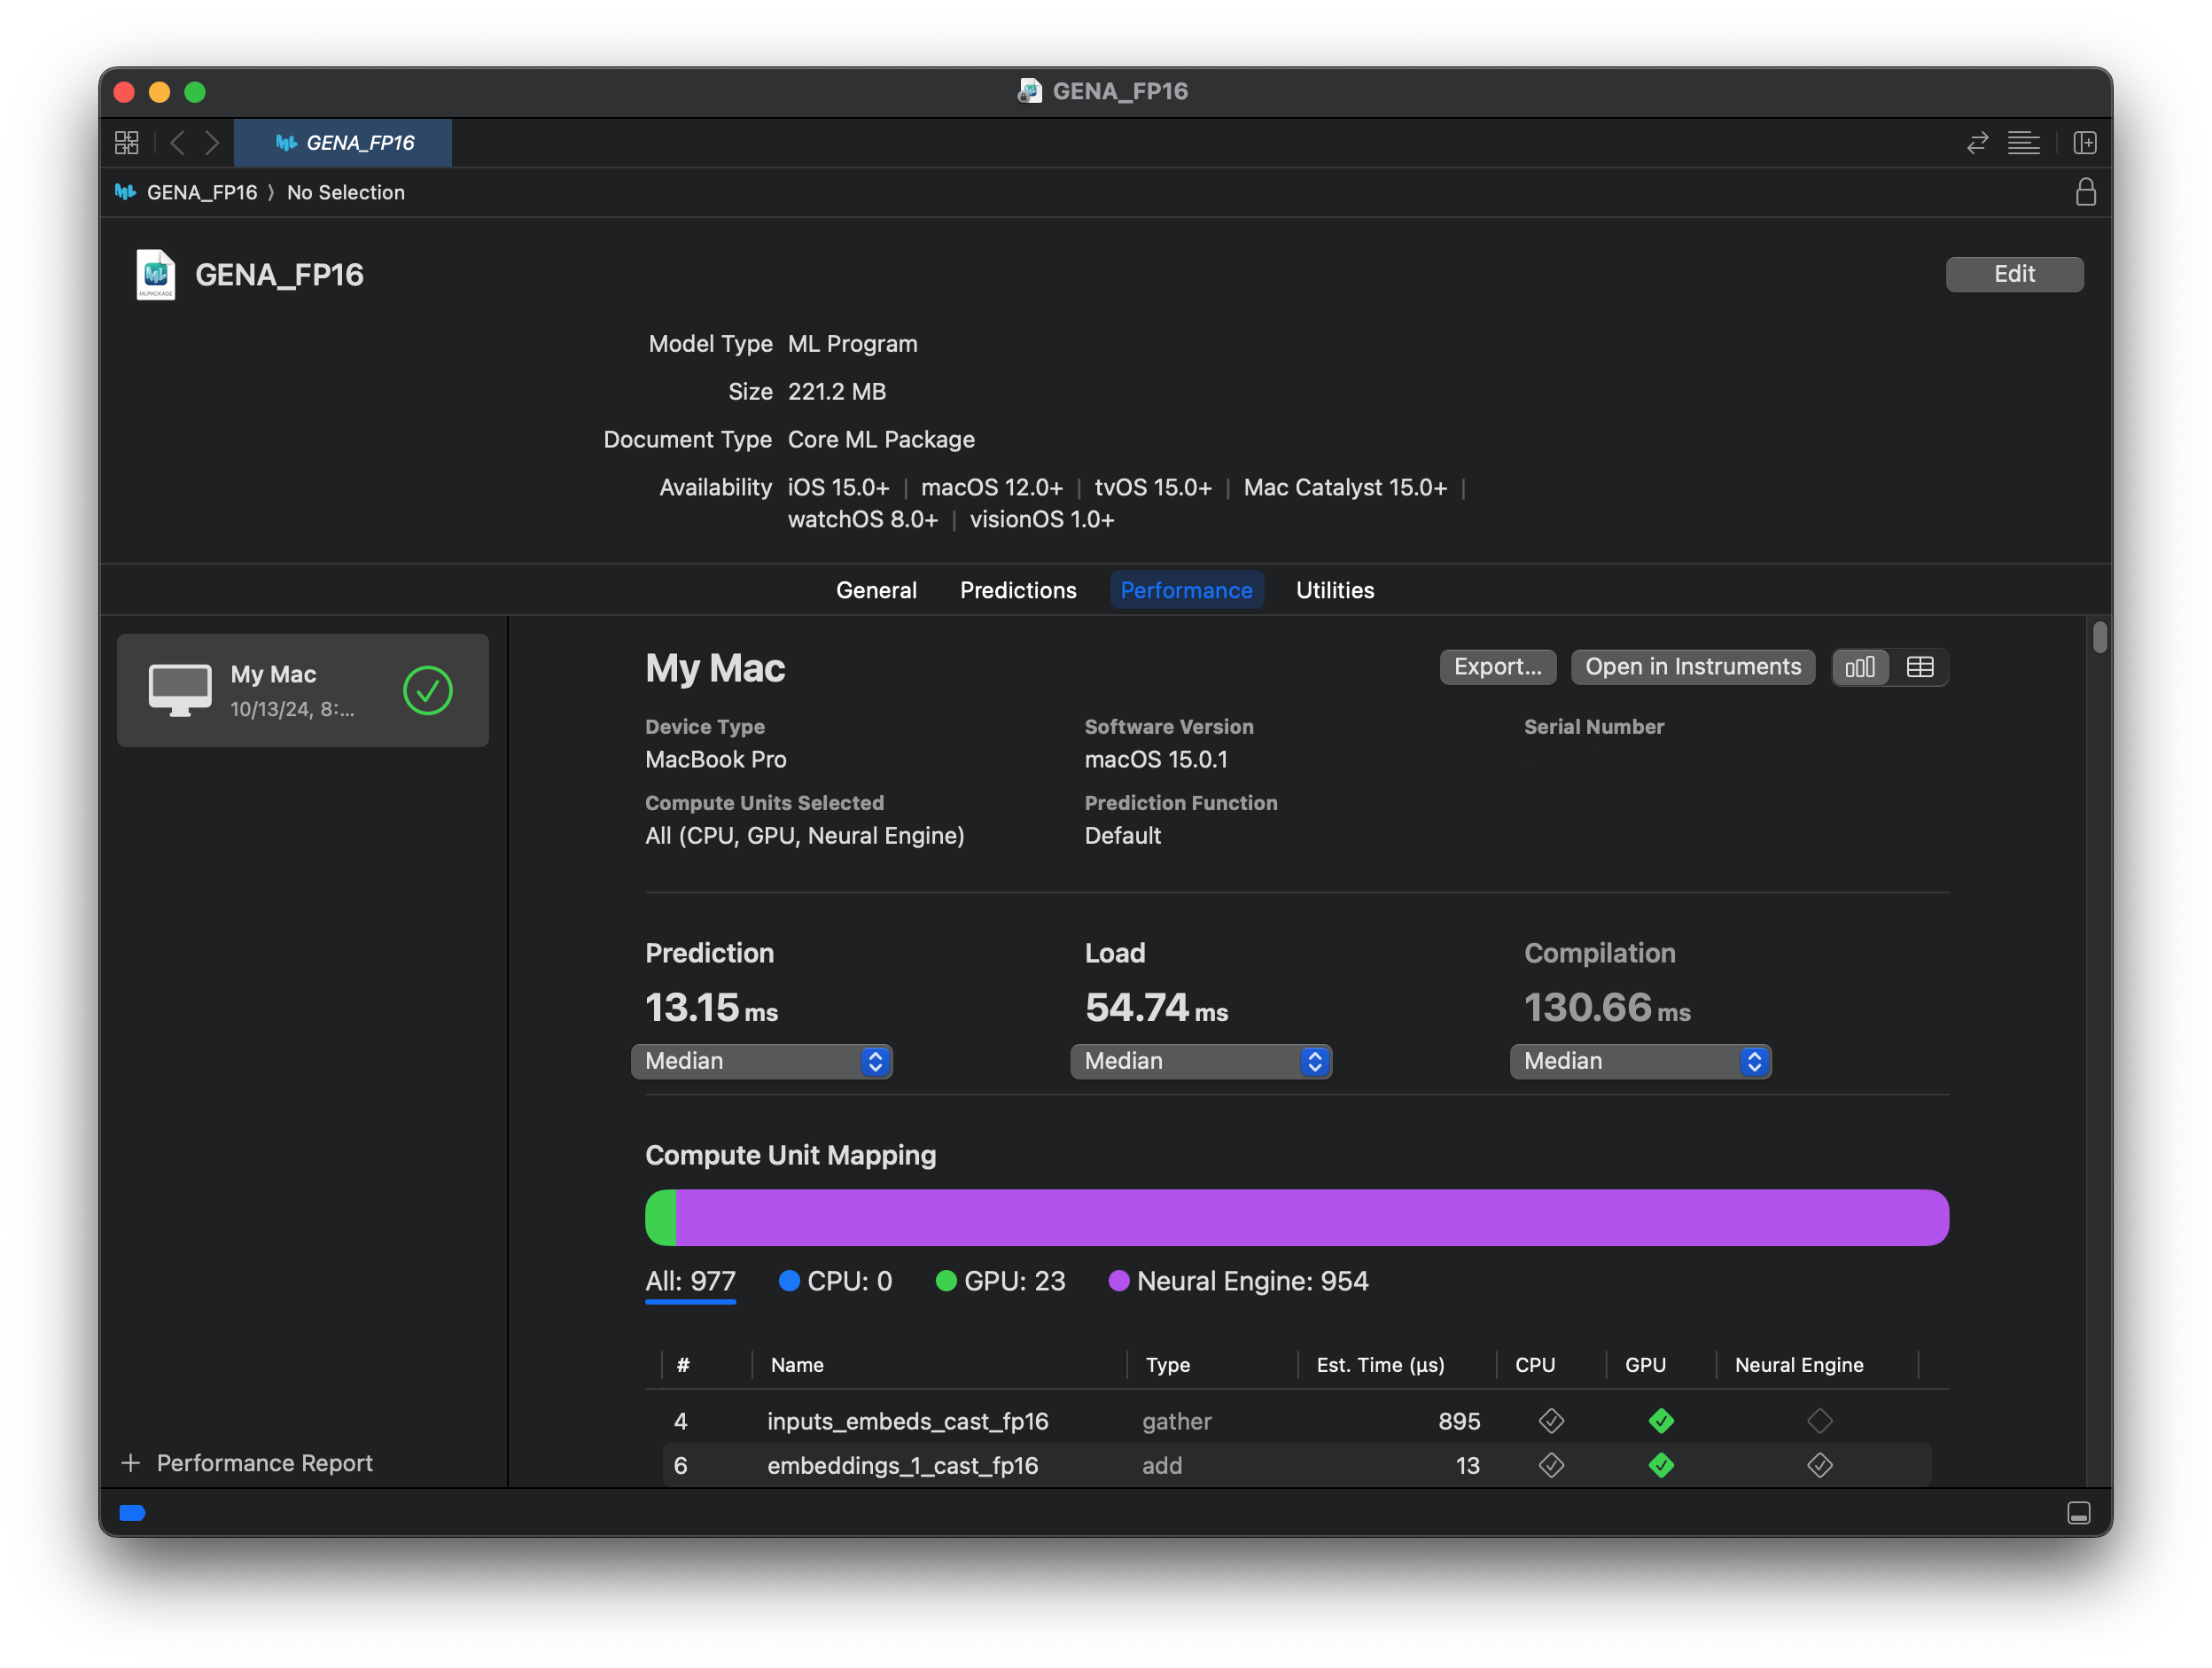 GENA_FP16
GENA_FP16
GENA_FP16 〉 No Selection
GENA_FP16
Edit
MLPACKAGE
Model Type ML Program
Size 221.2 MB
Document Type Core ML Package
Availability iOS 15.0+ | macOS 12.0+ | tvOS 15.0+ | Mac Catalyst 15.0+ |
watchOS 8.0+ | visionOS 1.0+
General Predictions Performance Utilities
My Mac
10/13/24, 8:...
My Mac
Export... Open in Instruments
Device Type Software Version Serial Number
MacBook Pro macOS 15.0.1
Compute Units Selected Prediction Function
All (CPU, GPU, Neural Engine) Default
Prediction Load Compilation
13.15 ms 54.74 ms 130.66 ms
Median Median Median
Compute Unit Mapping
All: 977 CPU: 0 GPU: 23 Neural Engine: 954
# Name Type Est. Time (µs) CPU GPU Neural Engine
4 inputs_embeds_cast_fp16 gather 895
6 embeddings_1_cast_fp16 add 13
+ Performance Report